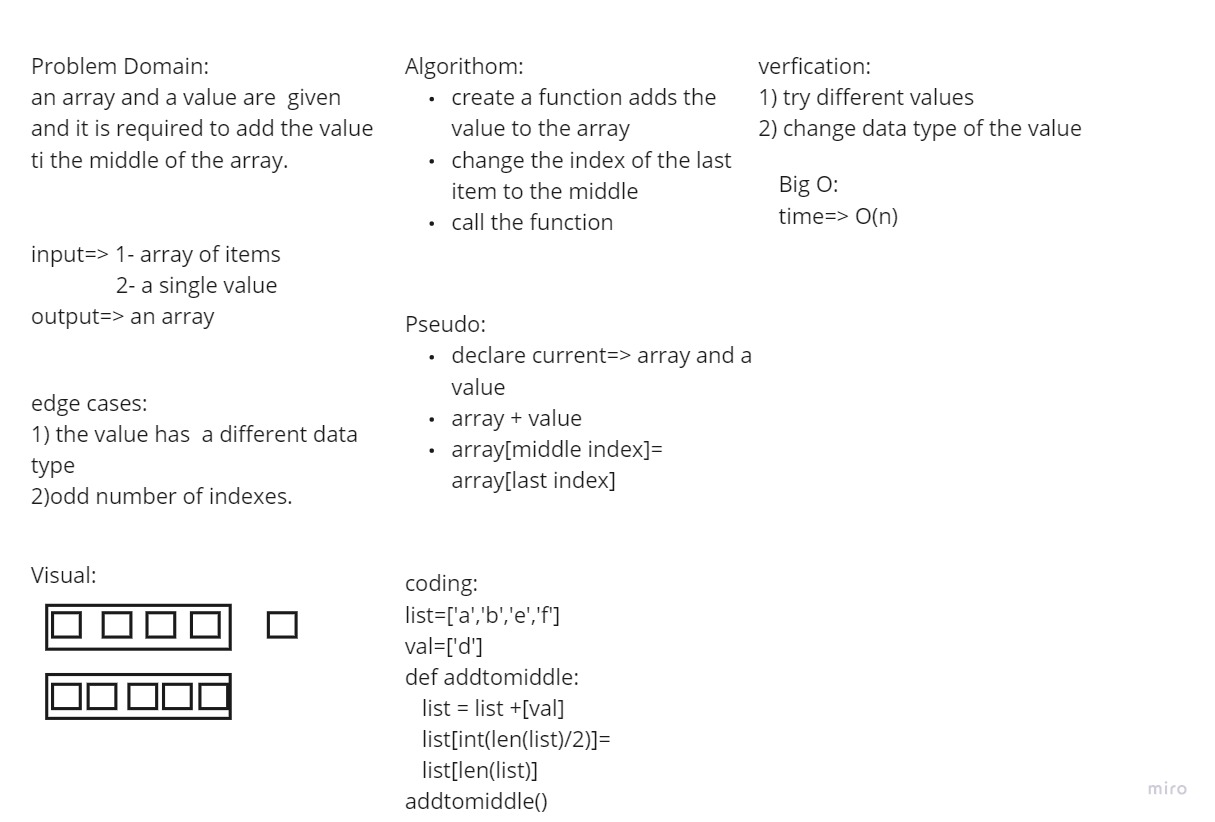 Problem Domain:
an array and a value are  given
and it is required to add the value
ti the middle of the array.
input=> 1- array of items
2- a single value
output=> an array
edge cases:
1) the value has  a different data
type
2)odd number of indexes.
Visual:
Algorithom:
• create a function adds the
value to the array
• change the index of the last
item to the middle
• call the function
Pseudo:
• declare current=> array and a
value
• array + value
• array[middle index]=
array[last index]
coding:
list=['a','b','e','f']
val=['d']
def addtomiddle:
list = list +[val]
list[int(len(list)/2)]=
list[len(list)]
addtomiddle()
verfication:
1) try different values
2) change data type of the value
Big O:
time=> O(n)
miro